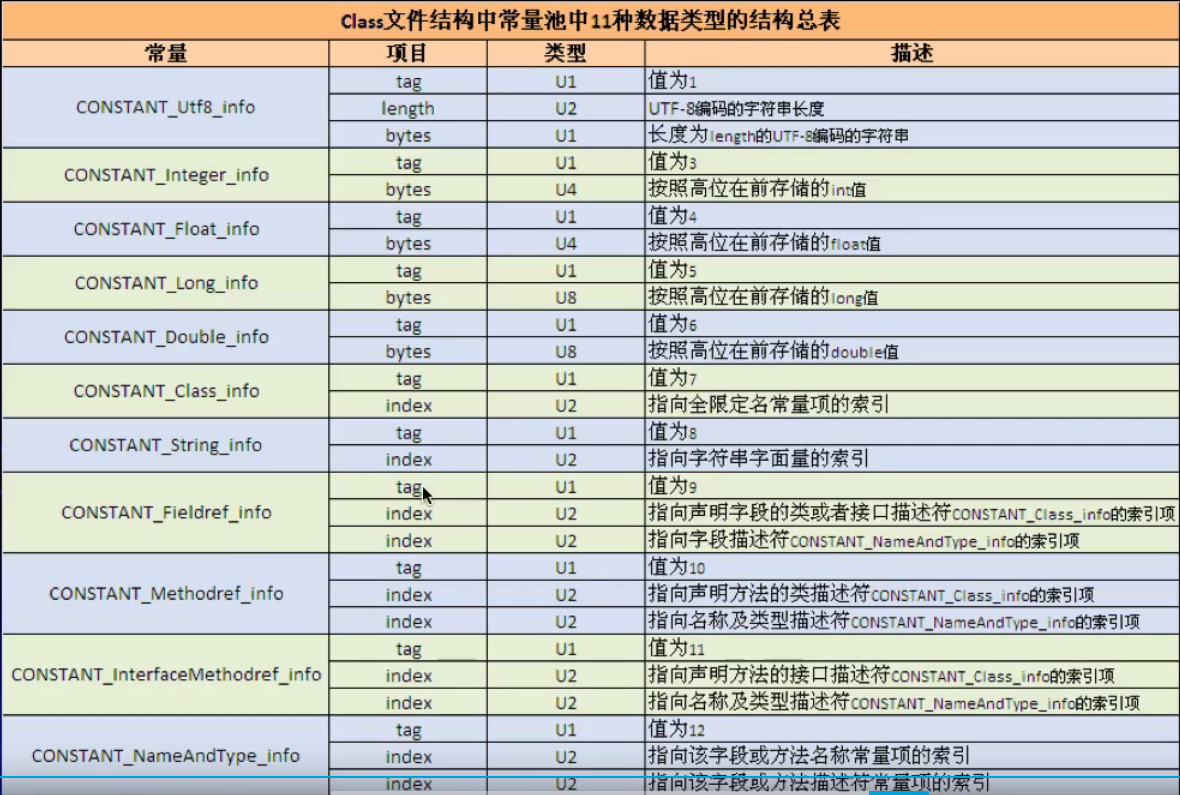 Class文件结构中常量池中11种数据类型的结构总表
常量 项目 类型 描述
CONSTANT_Utf8_info tag U1 值为1
length U2 UTF-8编码的字符串长度
bytes U1 长度为length的UTF-8编码的字符串
CONSTANT_Integer_info tag U1 值为3
bytes U4 按照高位在前存储的int值
CONSTANT_Float_info tag U1 值为4
bytes U4 按照高位在前存储的float值
CONSTANT_Long_info tag U1 值为5
bytes U8 按照高位在前存储的long值
CONSTANT_Double_info tag U1 值为6
bytes U8 按照高位在前存储的double值
CONSTANT_Class_info tag U1 值为7
index U2 指向全限定名常量项的索引
CONSTANT_String_info tag U1 值为8
index U2 指向字符串字面量的索引
CONSTANT_Fieldref_info tag U1 值为9
index U2 指向声明字段的类或者接口描述符CONSTANT_Class_info的索引项
index U2 指向字段描述符CONSTANT_NameAndType_info的索引项
CONSTANT_Methodref_info tag U1 值为10
index U2 指向声明方法的类描述符CONSTANT_Class_info的索引项
index U2 指向名称及类型描述符CONSTANT_NameAndType_info的索引项
CONSTANT_InterfaceMethodref_info tag U1 值为11
index U2 指向声明方法的接口描述符CONSTANT_Class_info的索引项
index U2 指向名称及类型描述符CONSTANT_NameAndType_info的索引项
CONSTANT_NameAndType_info tag U1 值为12
index U2 指向该字段或方法名称常量项的索引
index U2 指向该字段或方法描述符常量项的索引